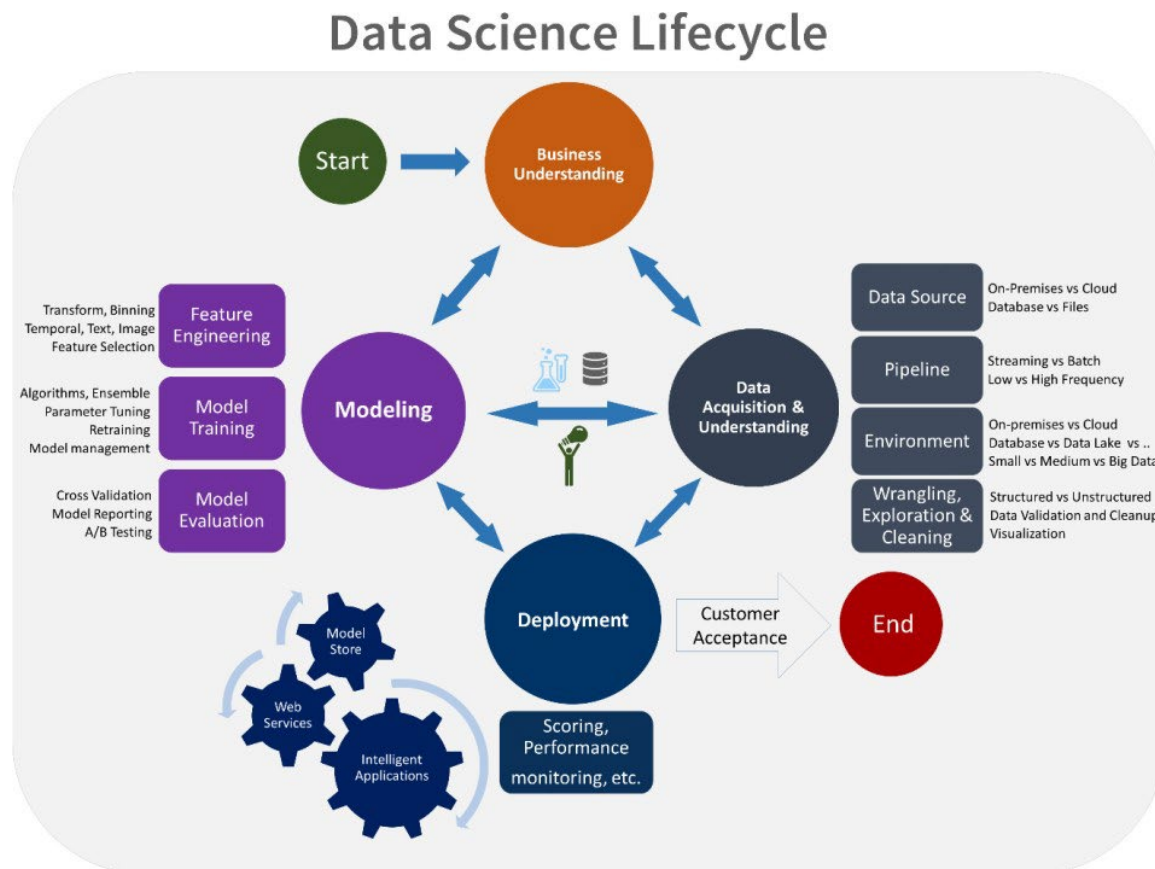 Data Science Lifecycle
Start
Business
Understanding
Transform, Binning
Temporal, Text, Image
Feature Selection
Feature
Engineering
Algorithms, Ensemble
Parameter Tuning
Retraining
Model management
Model
Training
Cross Validation
Model Reporting
A/B Testing
Model
Evaluation
Modeling
Data
Acquisition &
Understanding
Data Source
On-Premises vs Cloud
Database vs Files
Pipeline
Streaming vs Batch
Low vs High Frequency
Environment
On-premises vs Cloud
Database vs Data Lake vs ..
Small vs Medium vs Big Data
Wrangling,
Exploration &
Cleaning
Structured vs Unstructured
Data Validation and Cleanup
Visualization
Deployment
Customer
Acceptance
End
Model
Store
Web
Services
Intelligent
Applications
Scoring,
Performance
monitoring, etc.